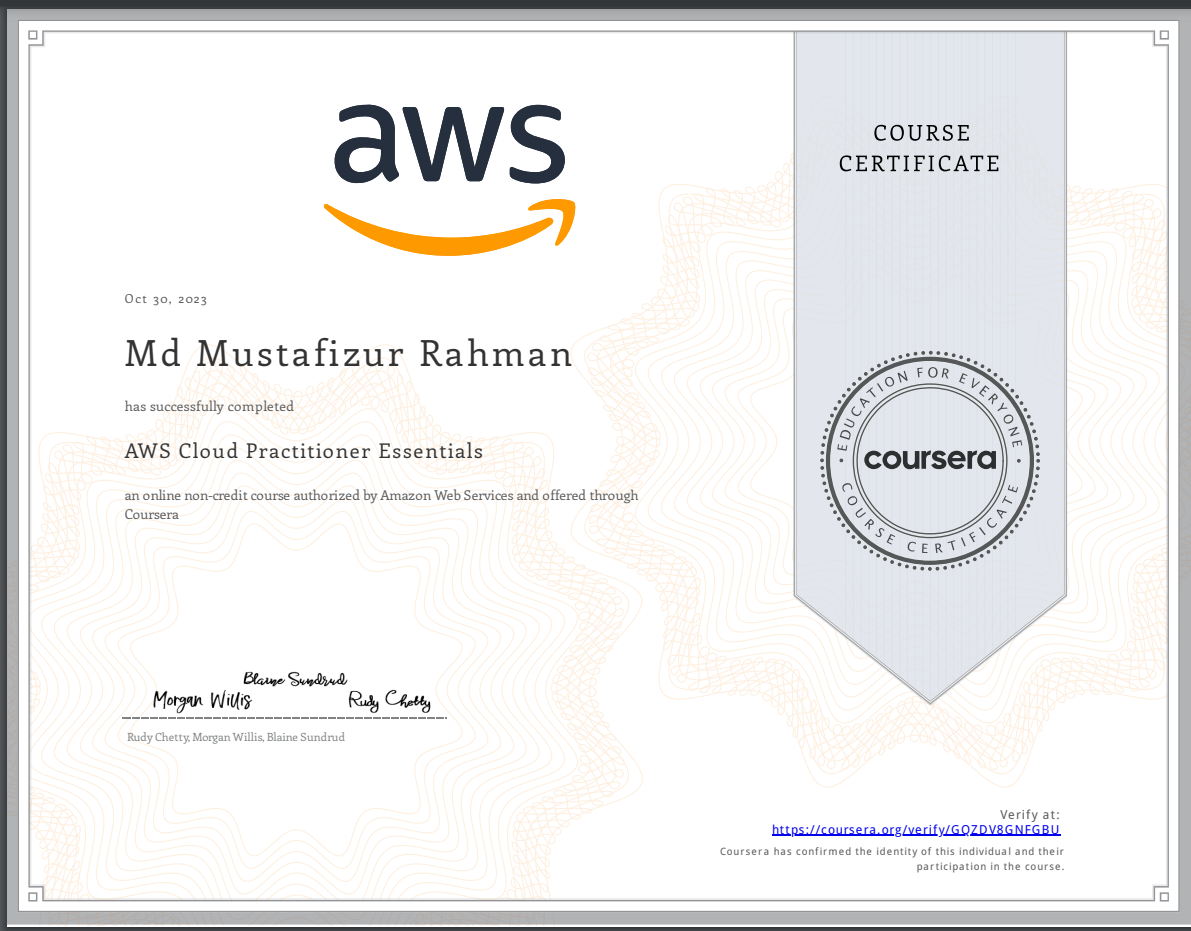 aws
COURSE
CERTIFICATE
Oct 30, 2023
Md Mustafizur Rahman
has successfully completed
AWS Cloud Practitioner Essentials
an online non-credit course authorized by Amazon Web Services and offered through
Coursera
EDUCATION FOR EVERYONE
coursera
COURSE CERTIFICATE
Blaine Sundrud
Morgan Willis
Rudy Chetty
Rudy Chetty, Morgan Willis, Blaine Sundrud
Verify at:
https://coursera.org/verify/GQZDV8GNFGBU
Coursera has confirmed the identity of this individual and their
participation in the course.